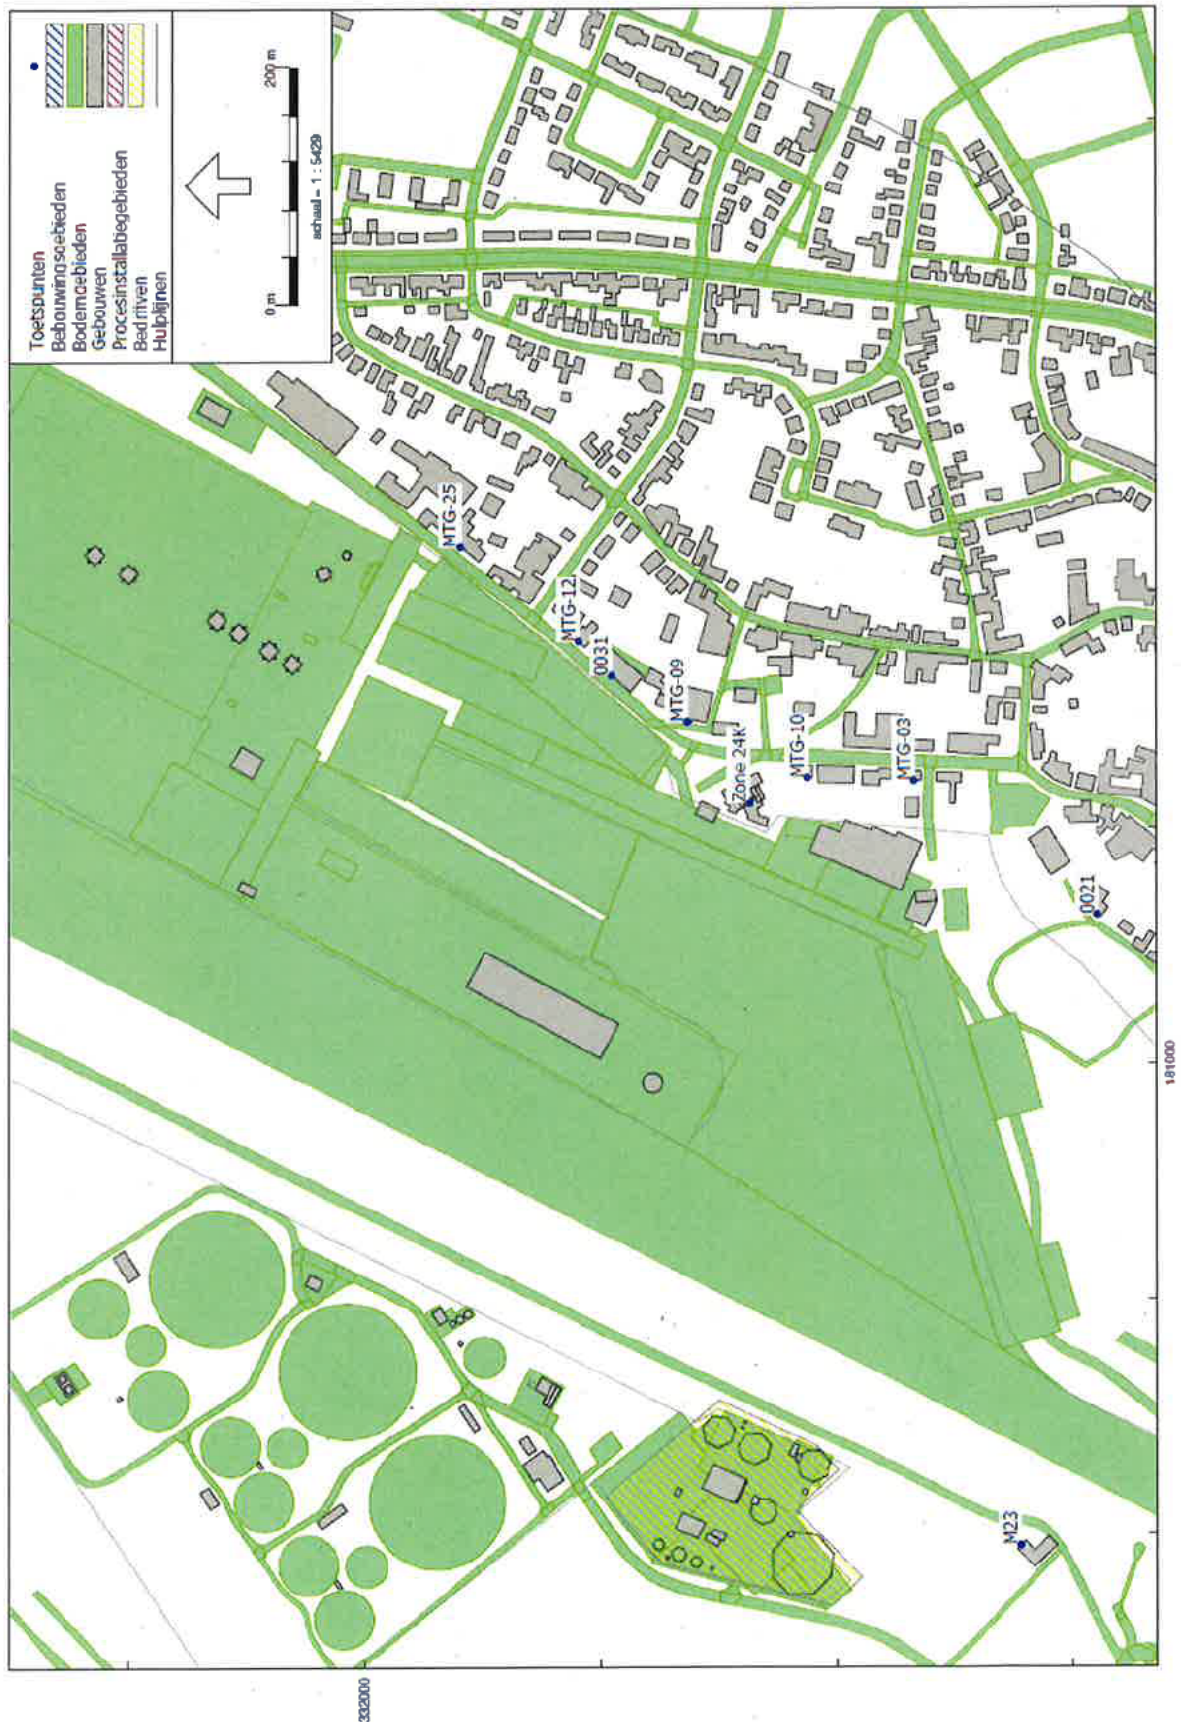 Toetspunten
Bebouwingsgebieden
Bodemgebieden
Gebouwen
Procesinstallatiegebieden
Bedrijven
Hulplijnen
0 m
200 m
schaal = 1 : 5429
MTG-25
MTG-12
0031
MTG-09
Zone 24K
MTG-10
MTG-03
0021
M23
332000
181000